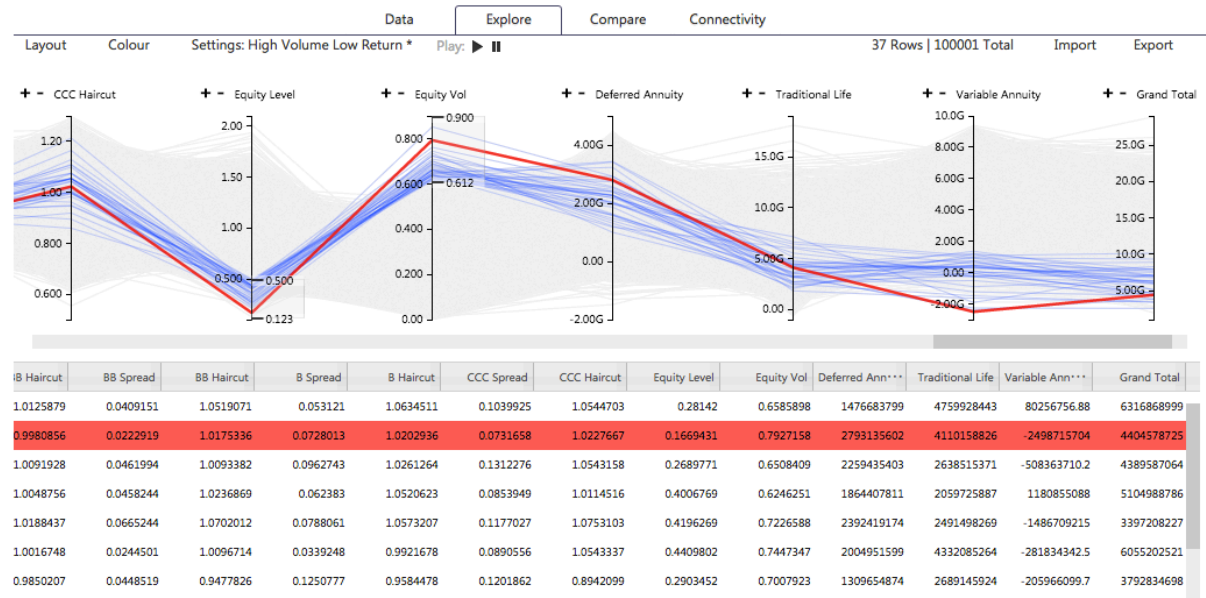 Data Explore Compare Connectivity
Layout Colour Settings: High Volume Low Return * Play: 37 Rows | 100001 Total Import Export
+ - CCC Haircut + - Equity Level + - Equity Vol + - Deferred Annuity + - Traditional Life + - Variable Annuity + - Grand Total
1.20
1.00
0.800
0.600
2.00
1.50
1.00
0.500
0.500
0.123
0.900
0.800
0.600
0.612
0.400
0.200
0.00
4.00G
2.00G
0.00
-2.00G
15.0G
10.0G
5.00G
0.00
10.0G
8.00G
6.00G
4.00G
2.00G
0.00
-2.00G
25.0G
20.0G
15.0G
10.0G
5.00G
BB Haircut BB Spread BB Haircut B Spread B Haircut CCC Spread CCC Haircut Equity Level Equity Vol Deferred Ann··· Traditional Life Variable Ann··· Grand Total
1.0125879 0.0409151 1.0519071 0.053121 1.0634511 0.1039925 1.0544703 0.28142 0.6585898 1476683799 4759928443 80256756.88 6316868999
0.9980856 0.0222919 1.0175336 0.0728013 1.0202936 0.0731658 1.0227667 0.1669431 0.7927158 2793135602 4110158826 -2498715704 4404578725
1.0091928 0.0461994 1.0093382 0.0962743 1.0261264 0.1312276 1.0543158 0.2689771 0.6508409 2259435403 2638515371 -508363710.2 4389587064
1.0048756 0.0458244 1.0236869 0.062383 1.0520623 0.0853949 1.0114516 0.4006769 0.6246251 1864407811 2059725887 1180855088 5104988786
1.0188437 0.0665244 1.0702012 0.0788061 1.0573207 0.1177027 1.0753103 0.4196269 0.7226588 2392419174 2491498269 -1486709215 3397208227
1.0016748 0.0244501 1.0096714 0.0339248 0.9921678 0.0890556 1.0543337 0.4409802 0.7447347 2004951599 4332085264 -281834342.5 6055202521
0.9850207 0.0448519 0.9477826 0.1250777 0.9584478 0.1201862 0.8942099 0.2903452 0.7007923 1309654874 2689145924 -205966099.7 3792834698